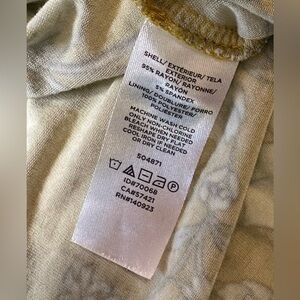 SHELL/ EXTÉRIEUR/ TELA
EXTERIOR
95% RAYON/ RAYONNE/
RAYON
5% SPANDEX
LINING/ DOUBLURE/ FORRO
100% POLYESTER/
POLIÉSTER
MACHINE WASH COLD
ONLY NON-CHLORINE
BLEACH IF NEEDED
RESHAPE DRY FLAT
COOL IRON IF NEEDED
OR DRY CLEAN
504871
P
ID#70068
CA#57421
RN#140923